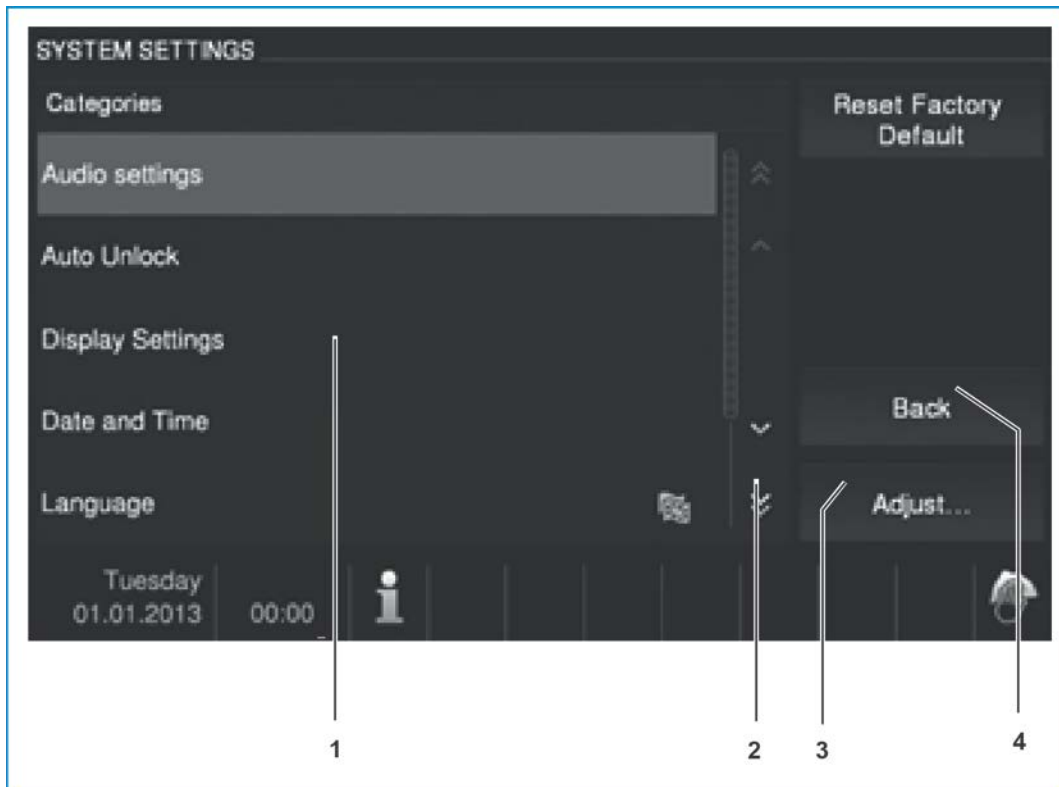 SYSTEM SETTINGS
Categories
Reset Factory
Default
Audio settings
Auto Unlock
Display Settings
Date and Time
Back
Language
Adjust...
Tuesday
01.01.2013
00:00
1
2
3
4